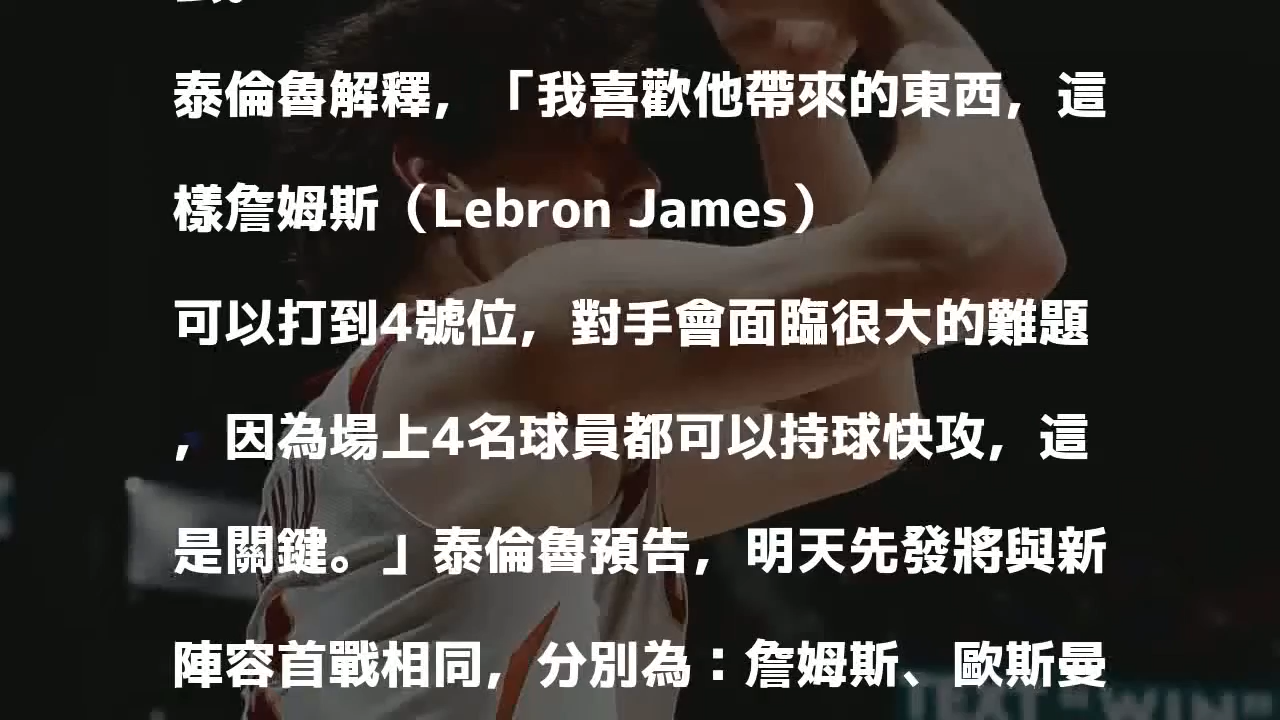 泰倫魯解釋，「我喜歡他帶來的東西，這
樣詹姆斯（Lebron James）
可以打到4號位，對手會面臨很大的難題
，因為場上4名球員都可以持球快攻，這
是關鍵。」泰倫魯預告，明天先發將與新
陣容首戰相同，分別為：詹姆斯、歐斯曼
TEXT "WIN"